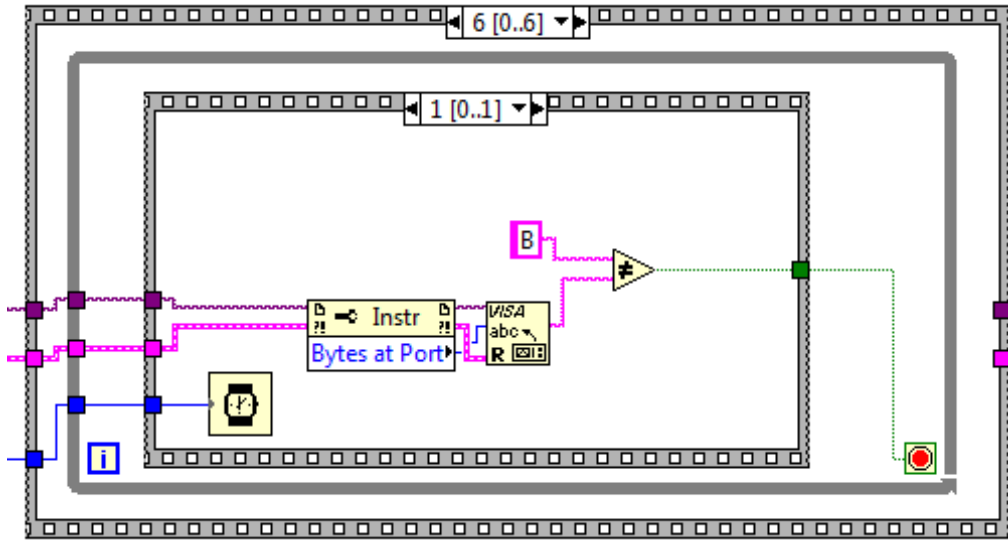 6 [0..6]
1 [0..1]
B
Instr
Bytes at Port
VISA
abc
R
i